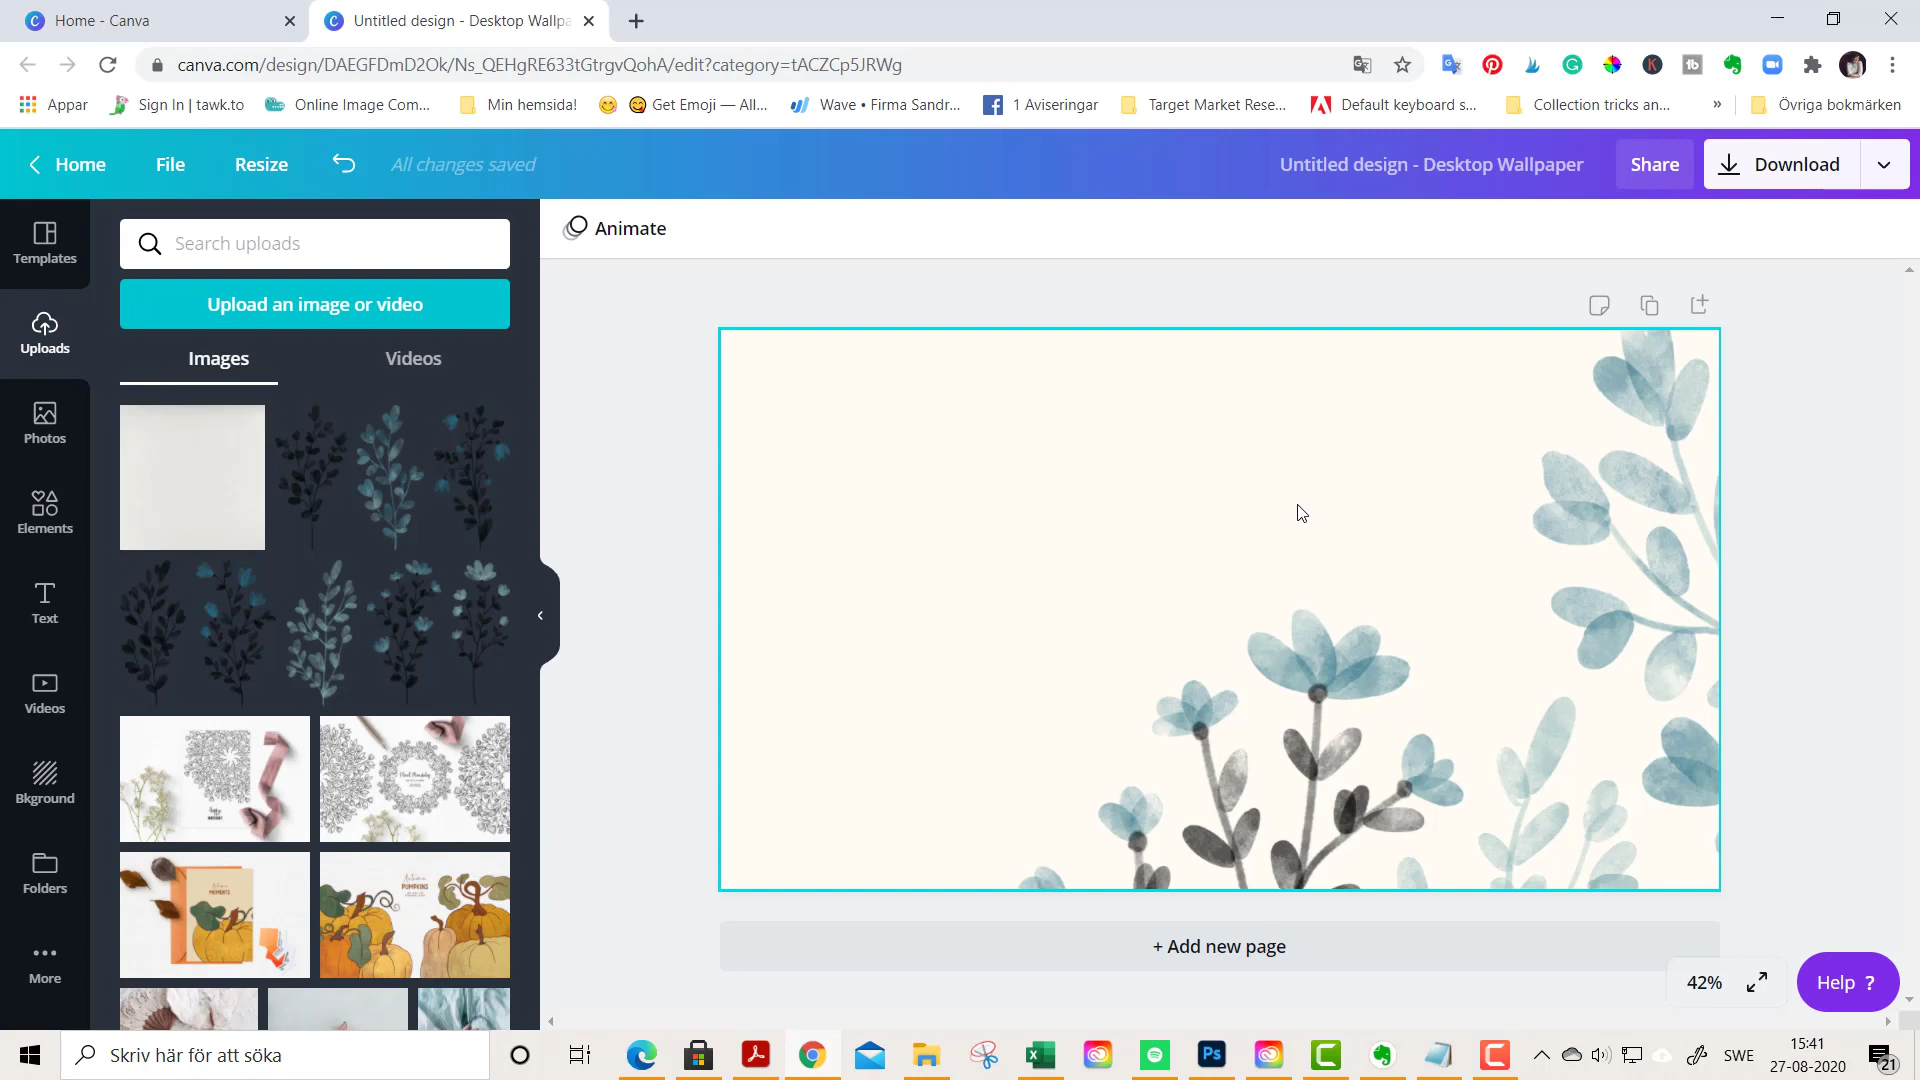 Home - Canva
Untitled design - Desktop Wallpa
canva.com/design/DAEGFDmD2Ok/Ns_QEHgRE633tGtrgvQohA/edit?category=tACZCp5JRWg
Appar
Sign In | tawk.to
Online Image Com...
Min hemsida!
Get Emoji — All...
Wave • Firma Sandr...
1 Aviseringar
Target Market Rese...
Default keyboard s...
Collection tricks an...
»
Övriga bokmärken
Home
File
Resize
All changes saved
Untitled design - Desktop Wallpaper
Share
Download
Templates
Uploads
Photos
Elements
Text
Videos
Bkground
Folders
More
Search uploads
Upload an image or video
Images
Videos
Animate
MOMENTS
PUMPKINS
+ Add new page
42%
Help ?
Skriv här för att söka
SWE
15:41
27-08-2020
21